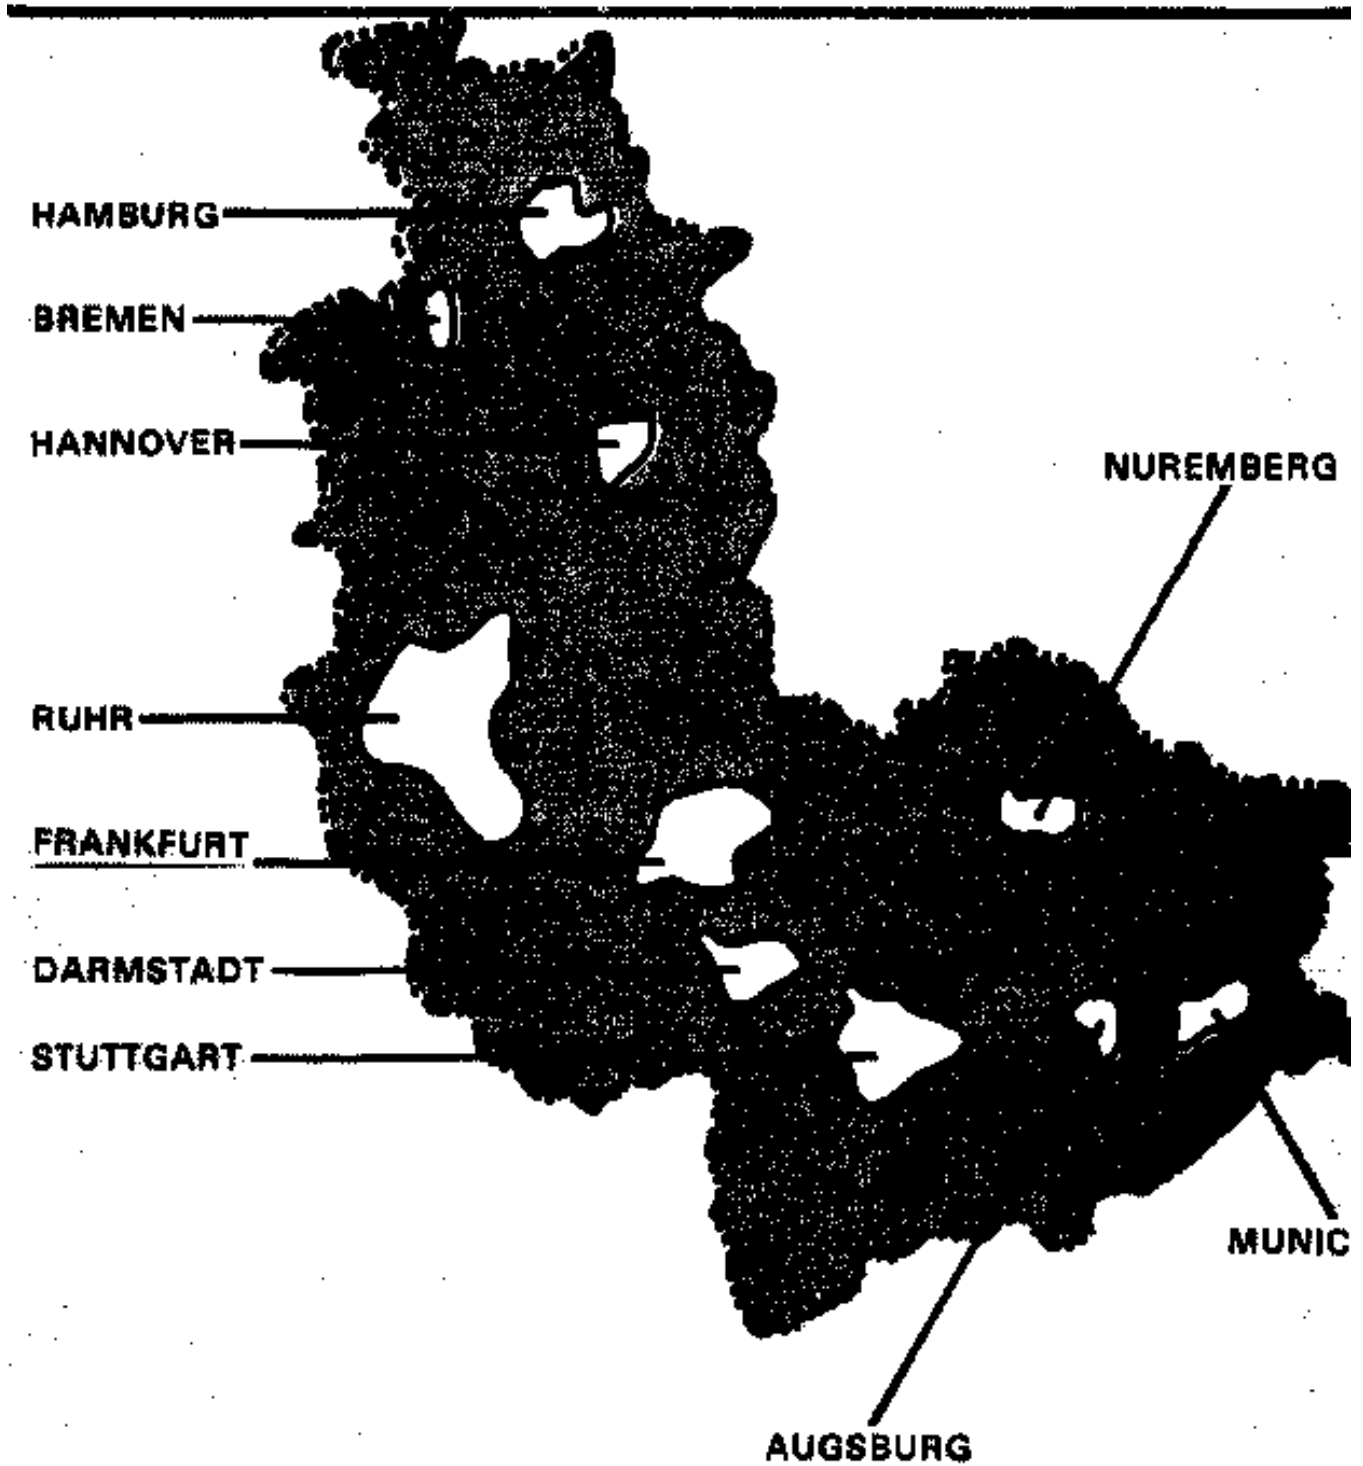 HAMBURG
BREMEN
HANNOVER
NUREMBERG
RUHR
FRANKFURT
DARMSTADT
STUTTGART
MUNIC
AUGSBURG